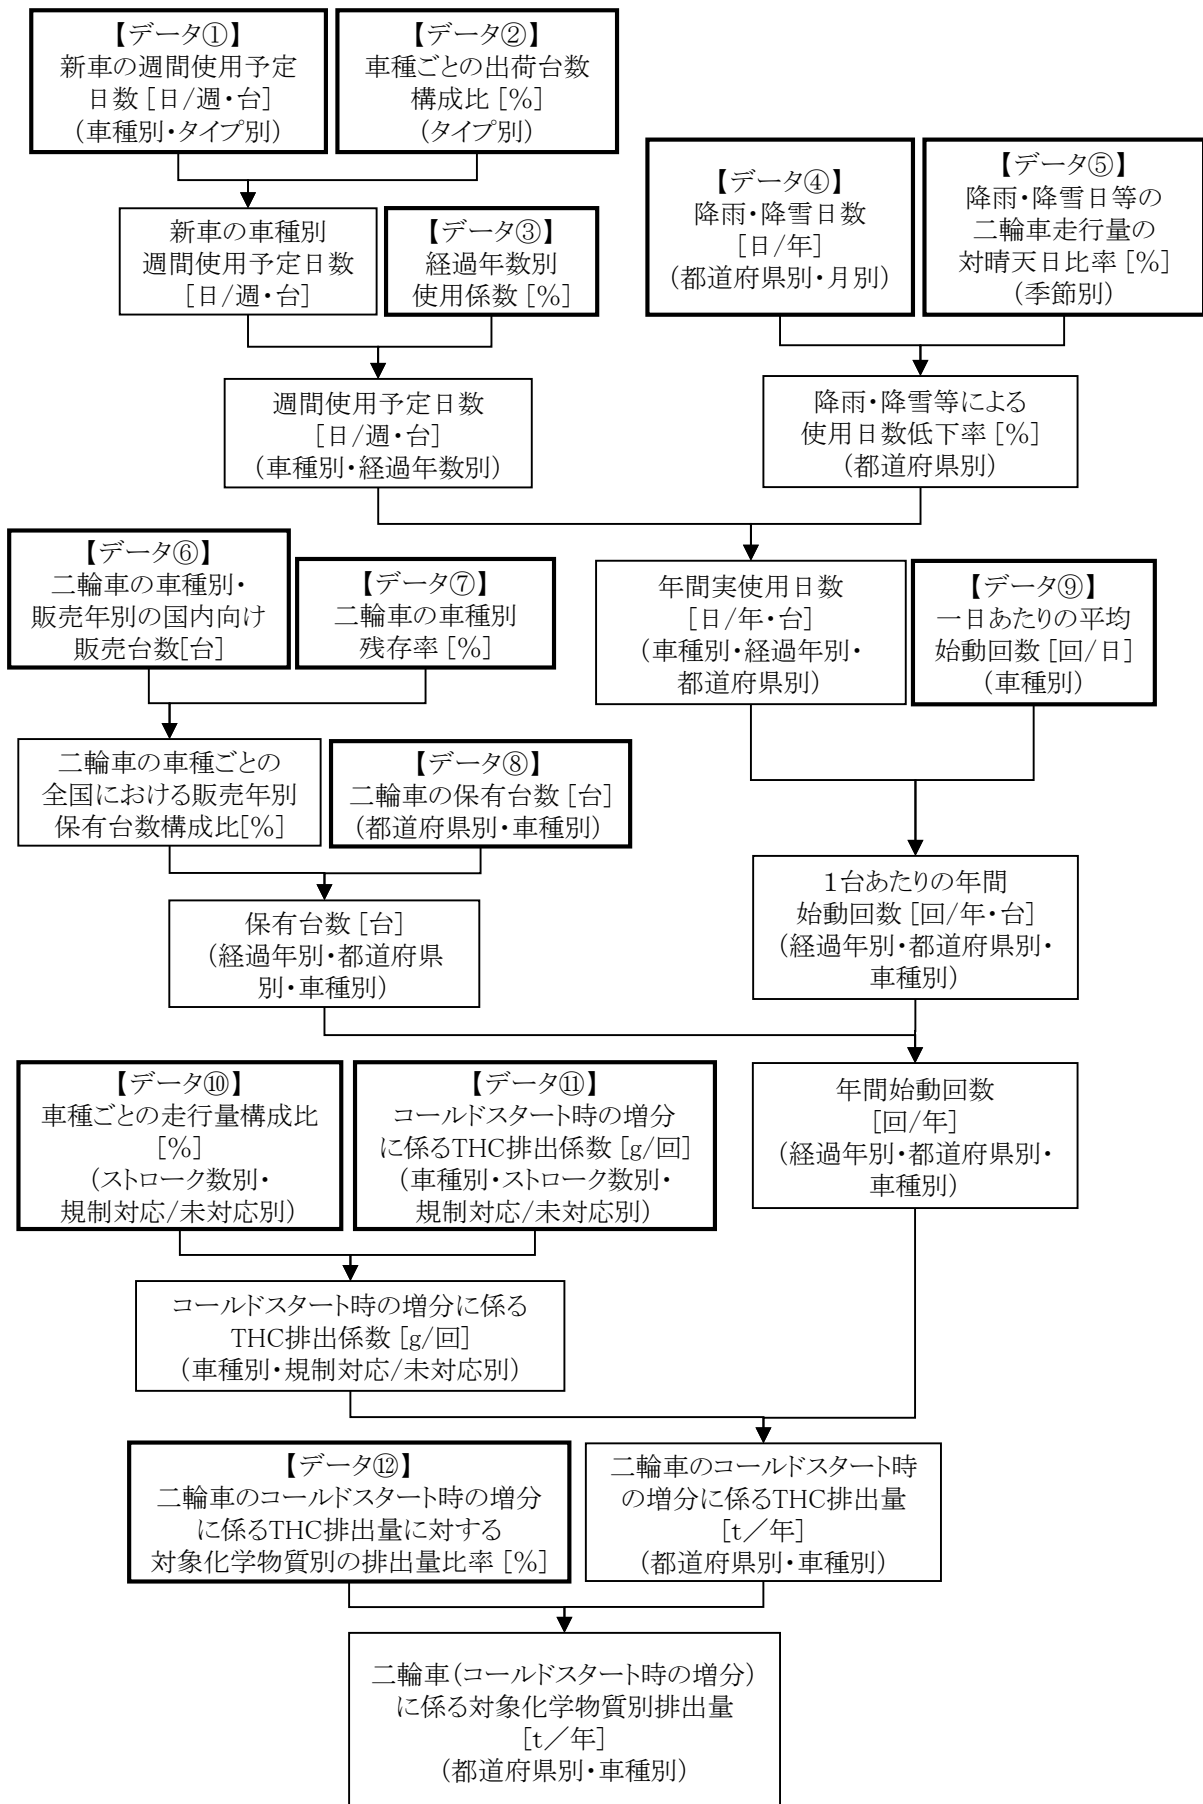 【データ①】
新車の週間使用予定
日数[日/週・台]
(車種別・タイプ別)
【データ②】
車種ごとの出荷台数
構成比[%]
(タイプ別)
【データ④】
降雨・降雪日数
[日/年]
(都道府県別・月別)
【データ⑤】
降雨・降雪日等の
二輪車走行量の
対晴天日比率[%]
(季節別)
新車の車種別
週間使用予定日数
[日/週・台]
【データ③】
経過年数別
使用係数[%]
週間使用予定日数
[日/週・台]
(車種別・経過年数別)
降雨・降雪等による
使用日数低下率[%]
(都道府県別)
【データ⑥】
二輪車の車種別・
販売年別の国内向け
販売台数[台]
【データ⑦】
二輪車の車種別
残存率[%]
年間実使用日数
[日/年・台]
(車種別・経過年別・
都道府県別)
【データ⑨】
一日あたりの平均
始動回数[回/日]
(車種別)
二輪車の車種ごとの
全国における販売年別
保有台数構成比[%]
【データ⑧】
二輪車の保有台数[台]
(都道府県別・車種別)
1台あたりの年間
始動回数[回/年・台]
(経過年別・都道府県別・
車種別)
保有台数[台]
(経過年別・都道府県
別・車種別)
【データ⑩】
車種ごとの走行量構成比
[%]
(ストローク数別・
規制対応/未対応別)
【データ⑪】
コールドスタート時の増分
に係るTHC排出係数[g/回]
(車種別・ストローク数別・
規制対応/未対応別)
年間始動回数
[回/年]
(経過年別・都道府県別・
車種別)
コールドスタート時の増分に係る
THC排出係数[g/回]
(車種別・規制対応/未対応別)
【データ⑫】
二輪車のコールドスタート時の増分
に係るTHC排出量に対する
対象化学物質別の排出量比率[%]
二輪車のコールドスタート時
の増分に係るTHC排出量
[t/年]
(都道府県別・車種別)
二輪車(コールドスタート時の増分)
に係る対象化学物質別排出量
[t/年]
(都道府県別・車種別)